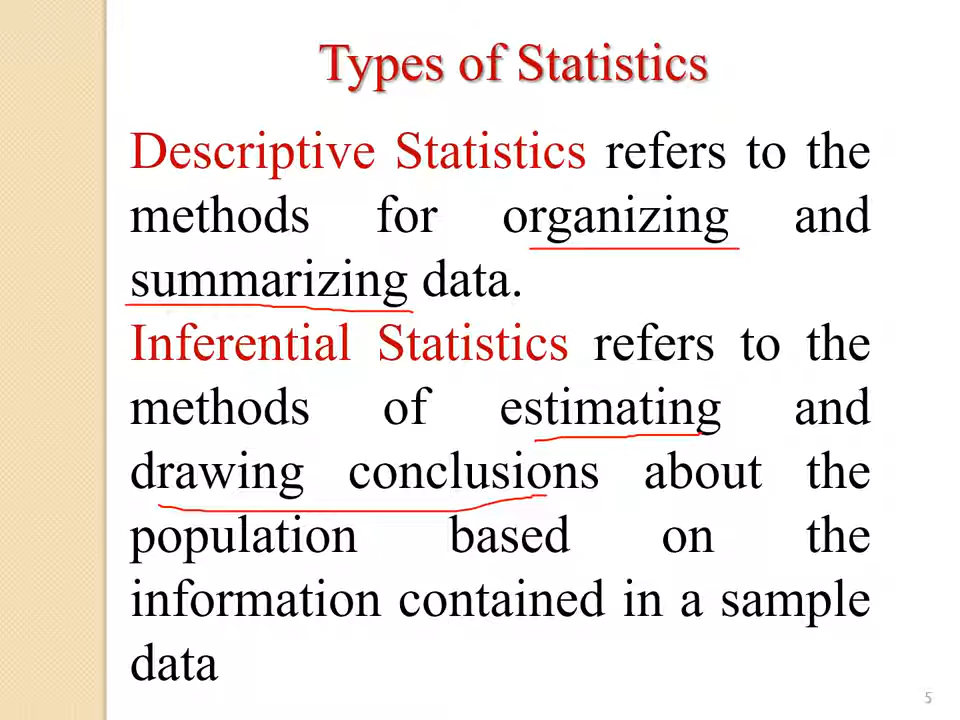 Types of Statistics
Descriptive Statistics refers to the
methods for organizing and
summarizing data.
Inferential Statistics refers to the
methods of estimating and
drawing conclusions about the
population based on the
information contained in a sample
data
5